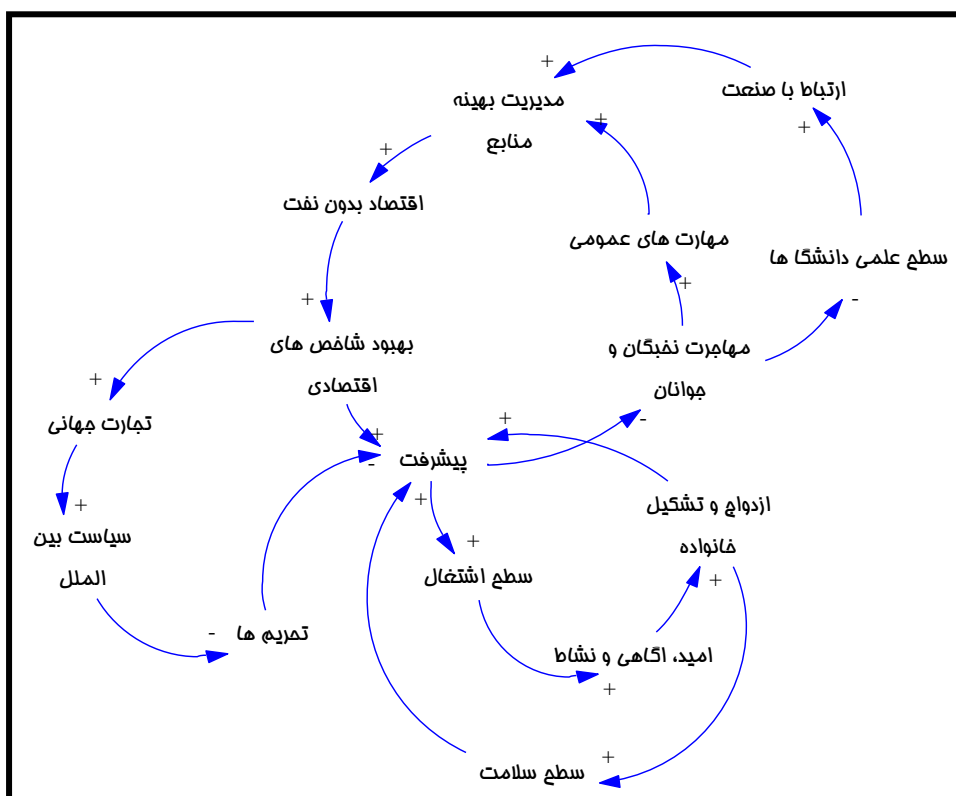 ارتباط با صنعت
مدیریت بهینه
منابع
اقتصاد بدون نفت
مهارت های عمومی
سطح علمی دانشگا ها
بهبود شاخص های
اقتصادی
مهاجرت نخبگان و
جوانان
تجارت جهانی
پیشرفت
ازدواج و تشکیل
خانواده
سیاست بین
الملل
سطح اشتغال
تحریم ها
امید، اگاهی و نشاط
سطح سلامت